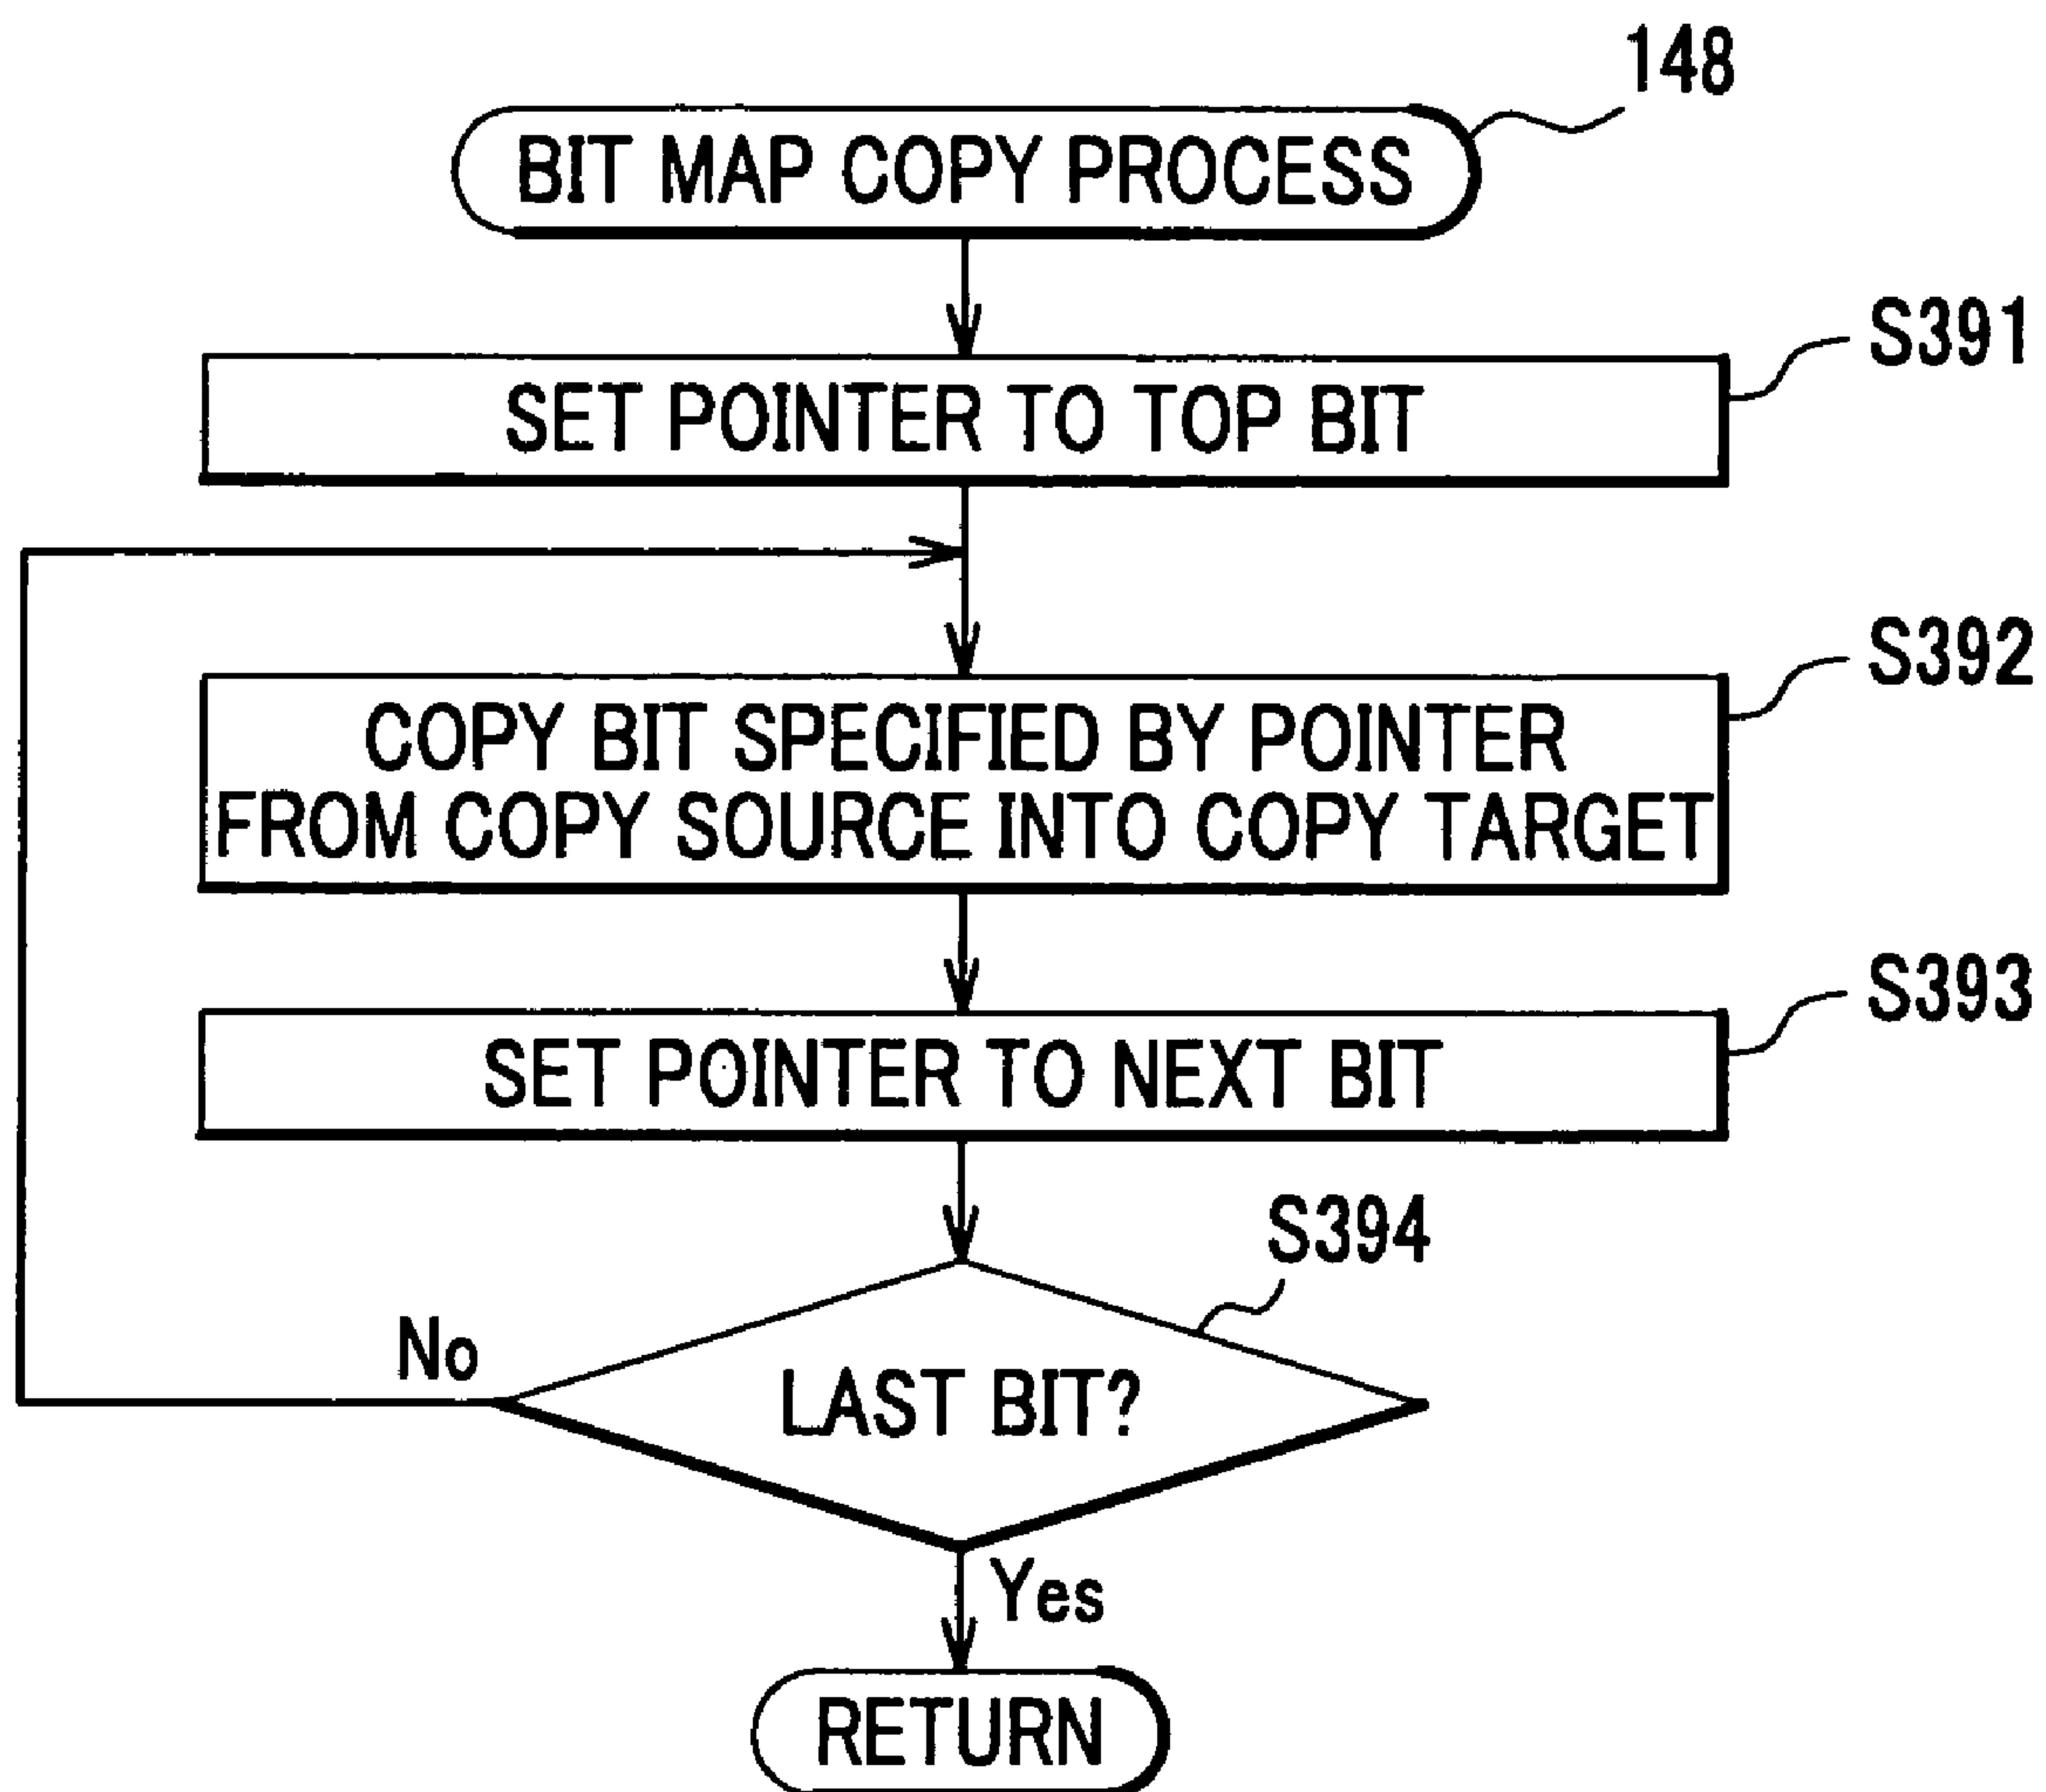 148
BIT MAP COPY PROCESS
S391
SET POINTER TO TOP BIT
S392
COPY BIT SPECIFIED BY POINTER
FROM COPY SOURCE INTO COPY TARGET
S393
SET POINTER TO NEXT BIT
S394
No
LAST BIT?
Yes
RETURN